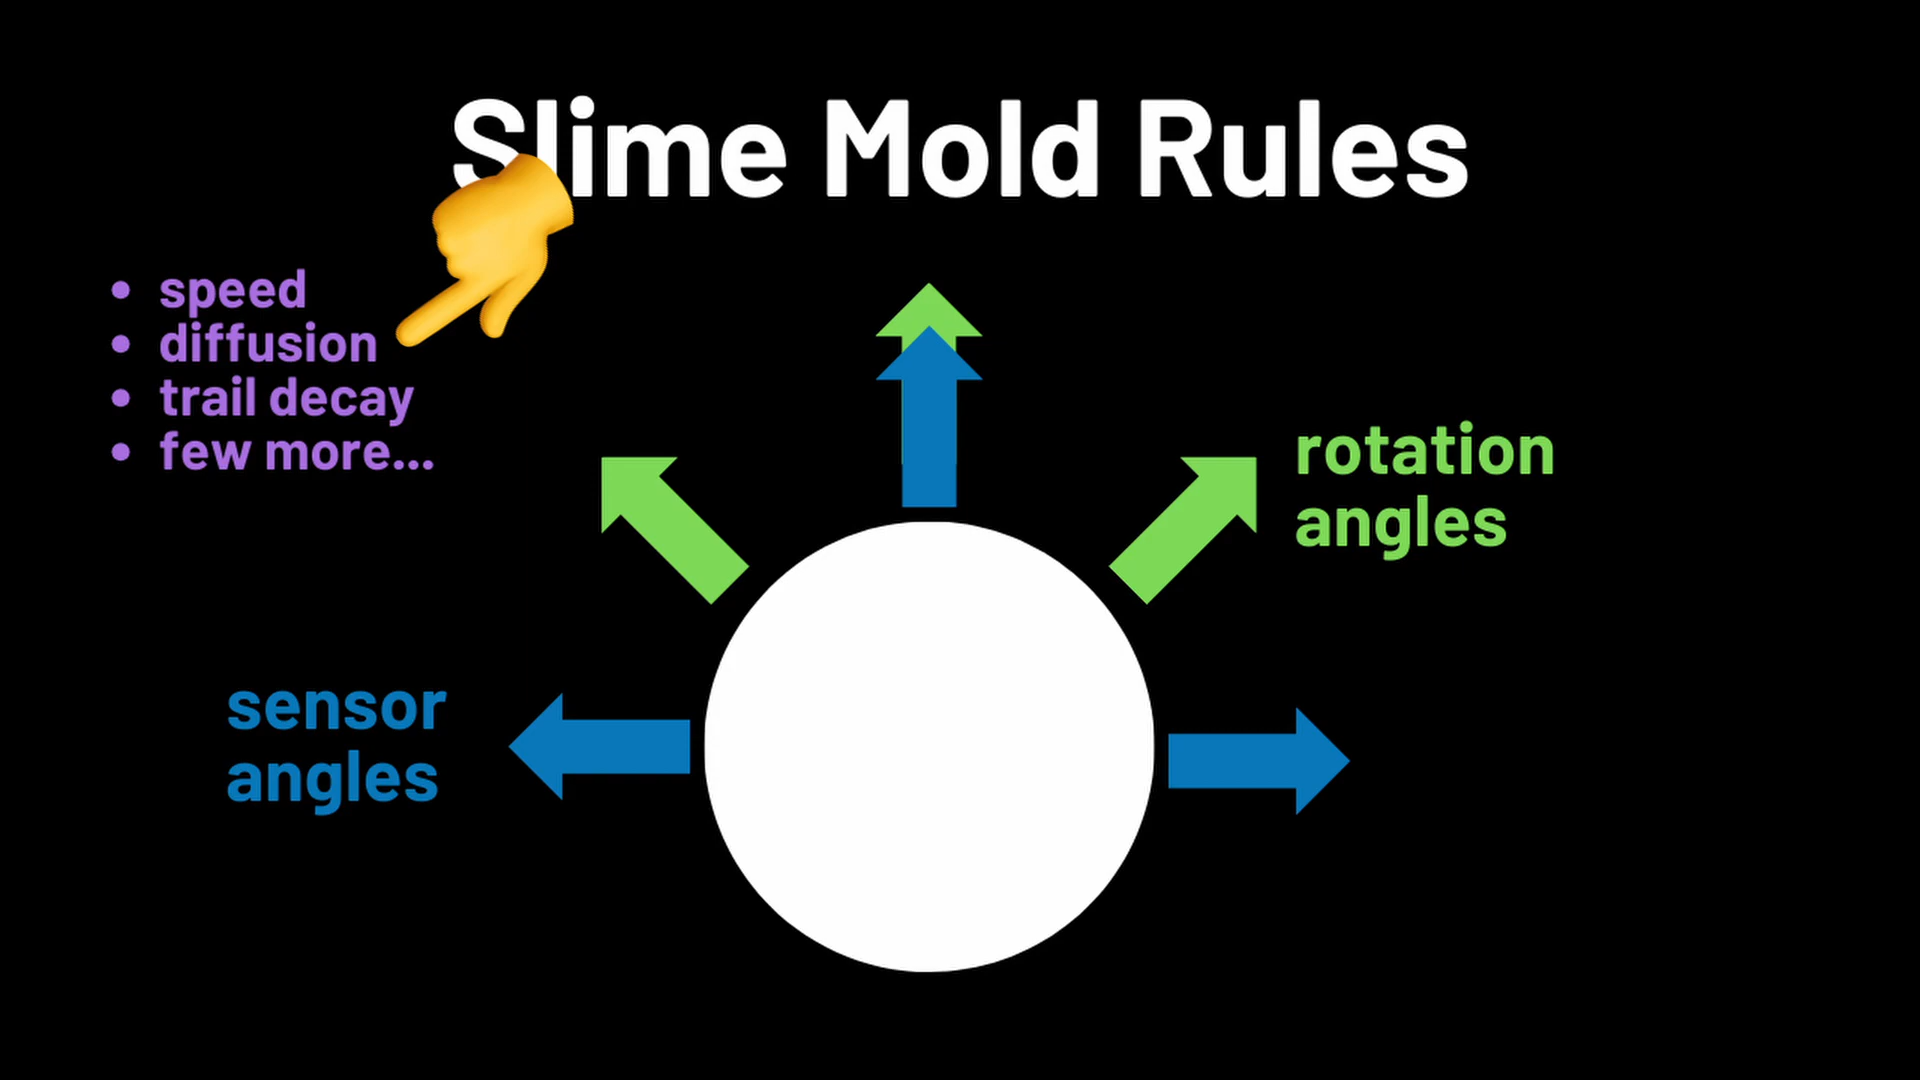 Slime Mold Rules
• speed
• diffusion
• trail decay
• few more...
rotation
angles
sensor
angles